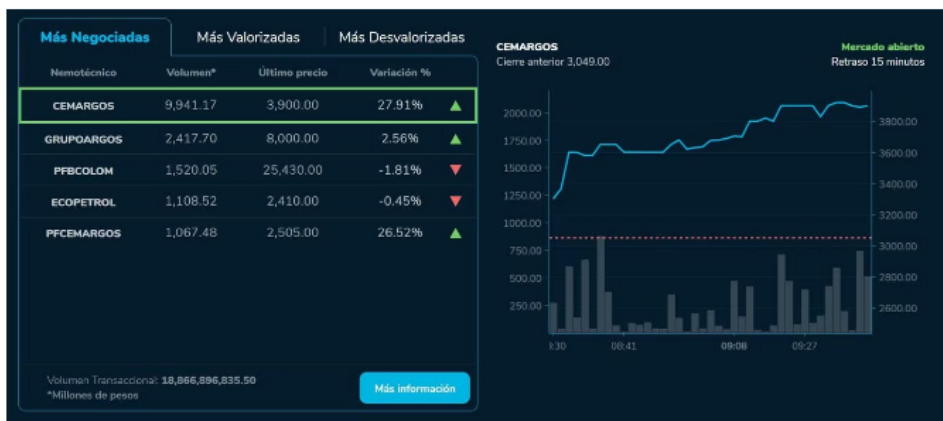 Más Negociadas
Más Valorizadas
Más Desvalorizadas
Nemotécnico Volumen* Último precio Variación %
CEMARGOS 9,941.17 3,900.00 27.91%
GRUPOARGOS 2,417.70 8,000.00 2.56%
PFBCOLOM 1,520.05 25,430.00 -1.81%
ECOPETROL 1,108.52 2,410.00 -0.45%
PFCEMARGOS 1,067.48 2,505.00 26.52%
Volumen Transaccional: 18,866,896,835.50
*Millones de pesos
Más información
CEMARGOS
Cierre anterior 3,049.00
Mercado abierto
Retraso 15 minutos
2000.00
1750.00
1500.00
1250.00
1000.00
750.00
500.00
250.00
3800.00
3600.00
3400.00
3200.00
3000.00
2800.00
2600.00
:30 08:41 09:08 09:27